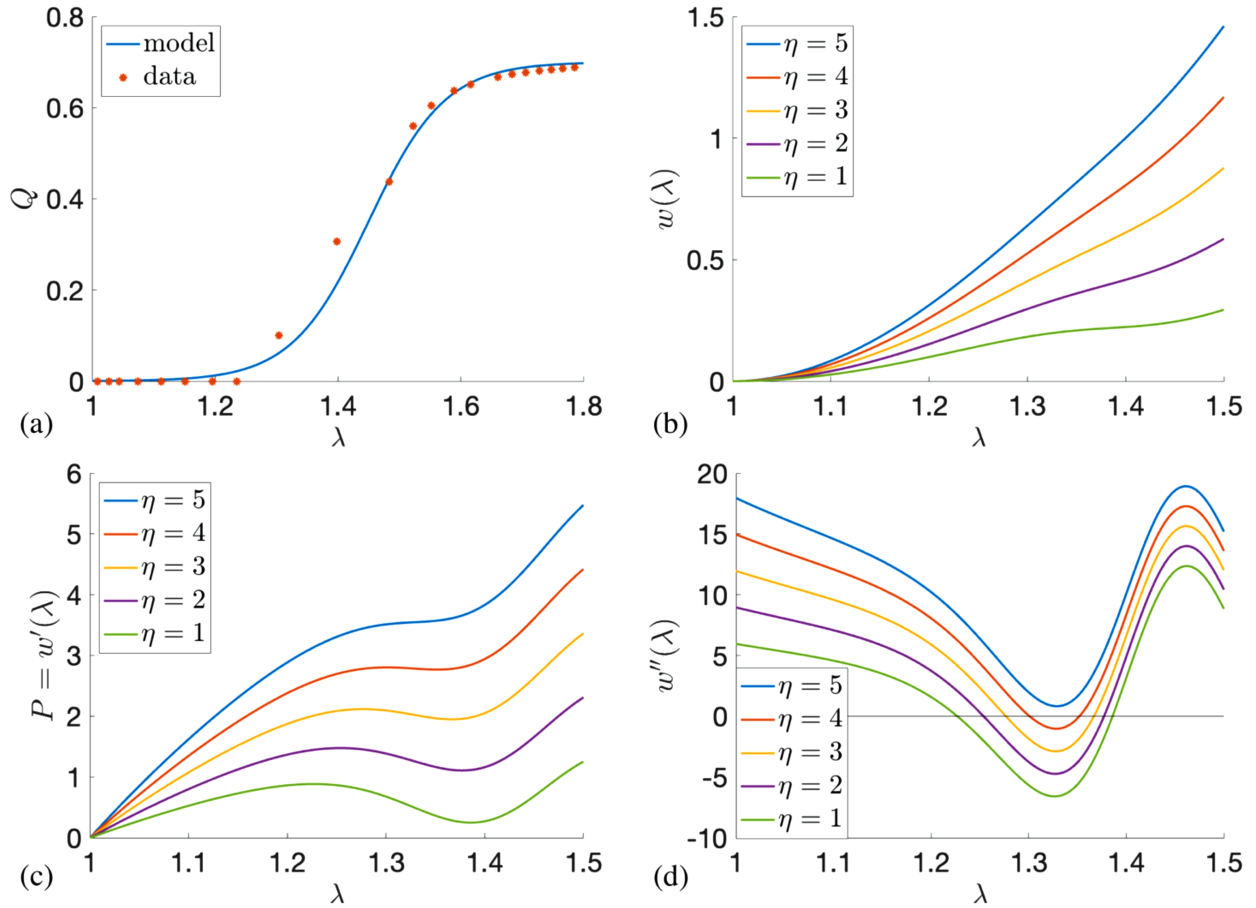 0.8
0.6
0.4
0.2
0
Q
model
data
1
1.2
1.4
1.6
1.8
λ
(a)
1.5
1
0.5
0
w(λ)
η = 5
η = 4
η = 3
η = 2
η = 1
1
1.1
1.2
1.3
1.4
1.5
λ
(b)
6
5
4
3
2
1
0
P = w′(λ)
η = 5
η = 4
η = 3
η = 2
η = 1
1
1.1
1.2
1.3
1.4
1.5
λ
(c)
20
15
10
5
0
-5
-10
w″(λ)
η = 5
η = 4
η = 3
η = 2
η = 1
1
1.1
1.2
1.3
1.4
1.5
λ
(d)